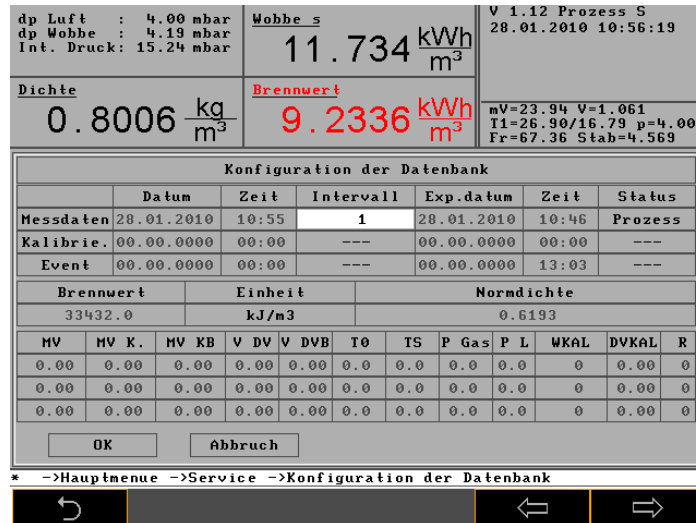 dp Luft : 4.00 mbar
dp Wobbe : 4.19 mbar
Int. Druck: 15.24 mbar
Wobbe s
11.734 kWh/m³
V 1.12 Prozess S
28.01.2010 10:56:19
Dichte
0.8006 kg/m³
Brennwert
9.2336 kWh/m³
mV=23.94 V=1.061
T1=26.90/16.79 p=4.00
Fr=67.36 Stab=4.569
Konfiguration der Datenbank
Datum Zeit Intervall Exp.datum Zeit Status
Messdaten 28.01.2010 10:55 1 28.01.2010 10:46 Prozess
Kalibrie. 00.00.0000 00:00 --- 00.00.0000 00:00 ---
Event 00.00.0000 00:00 --- 00.00.0000 13:03 ---
Brennwert Einheit Normdichte
33432.0 kJ/m3 0.6193
MV MV K. MV KB V DV V DVB T0 TS P Gas P L WKAL DVKAL R
0.00 0.00 0.00 0.00 0.00 0.0 0.0 0.0 0.0 0 0.00 0
0.00 0.00 0.00 0.00 0.00 0.0 0.0 0.0 0.0 0 0.00 0
0.00 0.00 0.00 0.00 0.00 0.0 0.0 0.0 0.0 0 0.00 0
OK Abbruch
* ->Hauptmenue ->Service ->Konfiguration der Datenbank